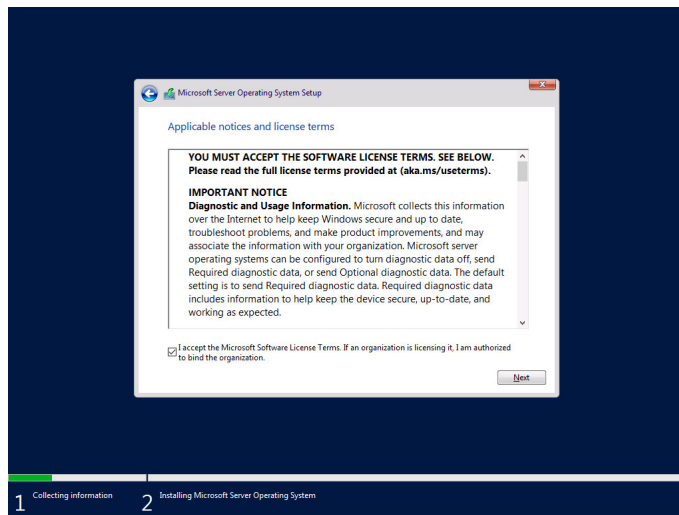 Microsoft Server Operating System Setup
Applicable notices and license terms
YOU MUST ACCEPT THE SOFTWARE LICENSE TERMS. SEE BELOW.
Please read the full license terms provided at (aka.ms/useterms).
IMPORTANT NOTICE
Diagnostic and Usage Information. Microsoft collects this information
over the Internet to help keep Windows secure and up to date,
troubleshoot problems, and make product improvements, and may
associate the information with your organization. Microsoft server
operating systems can be configured to turn diagnostic data off, send
Required diagnostic data, or send Optional diagnostic data. The default
setting is to send Required diagnostic data. Required diagnostic data
includes information to help keep the device secure, up-to-date, and
working as expected.
I accept the Microsoft Software License Terms. If an organization is licensing it, I am authorized
to bind the organization.
Next
1 Collecting information
2 Installing Microsoft Server Operating System